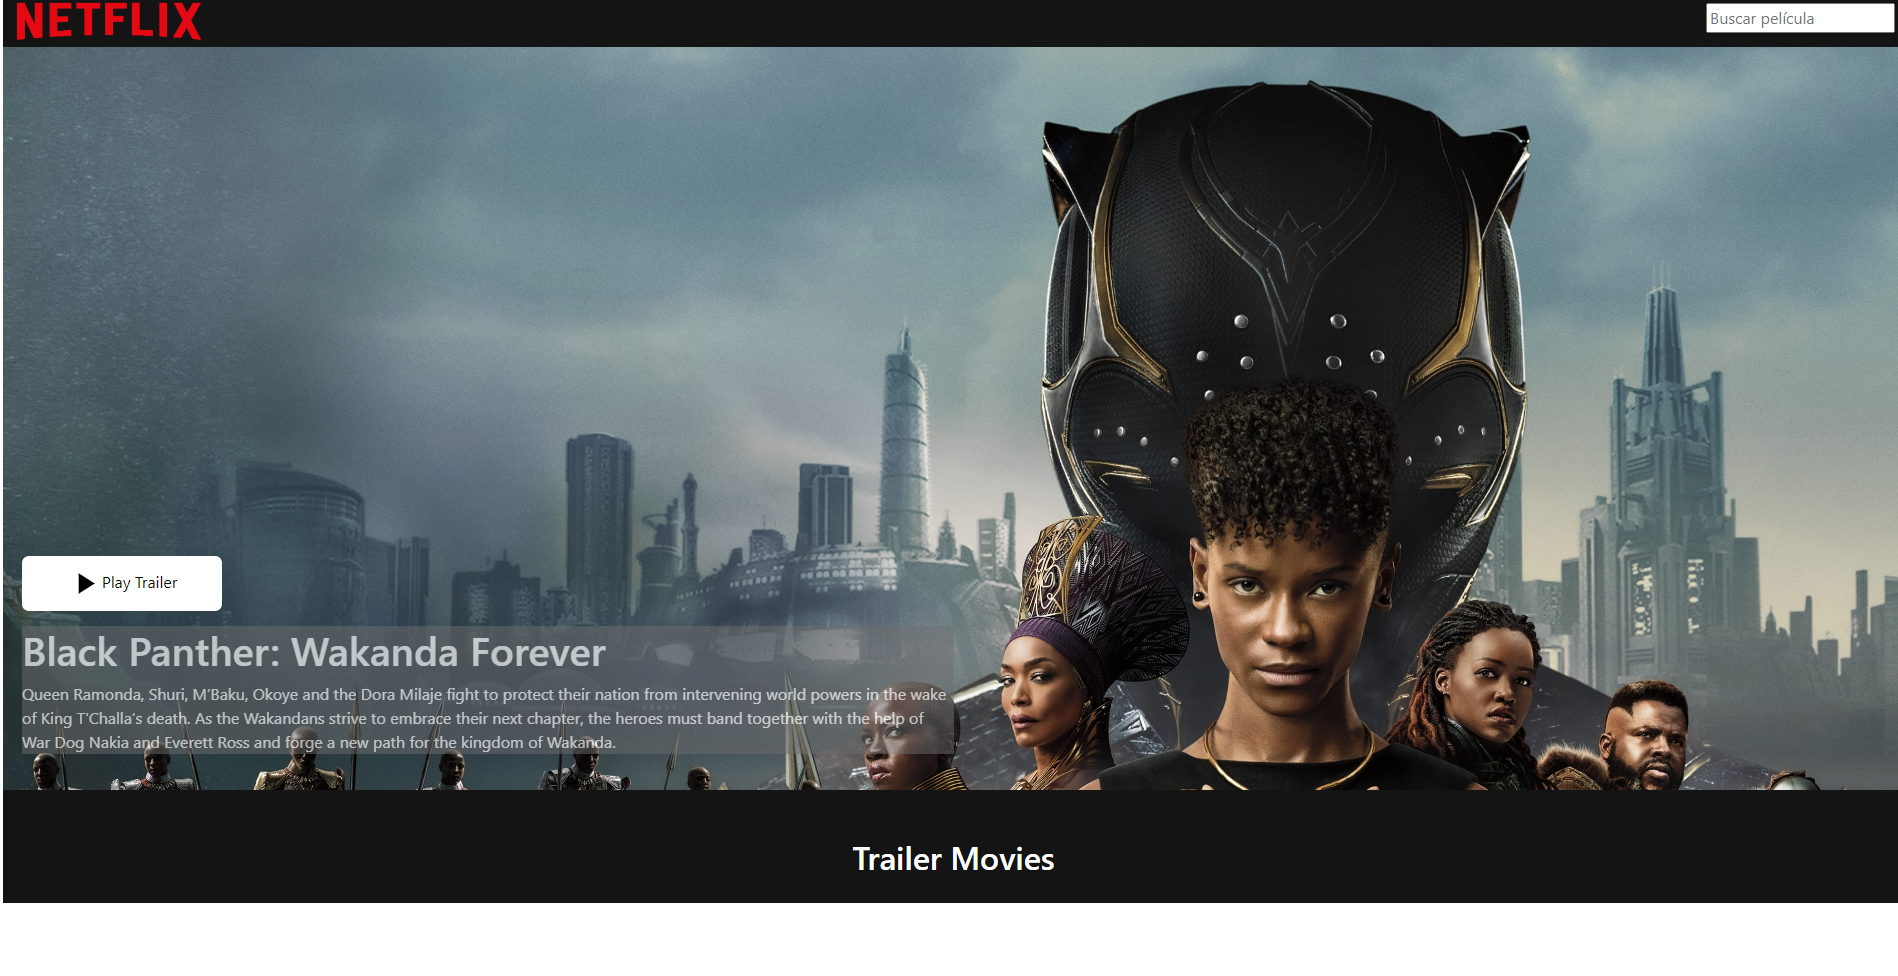 NETFLIX
Buscar película
Play Trailer
Black Panther: Wakanda Forever
Queen Ramonda, Shuri, M’Baku, Okoye and the Dora Milaje fight to protect their nation from intervening world powers in the wake
of King T’Challa’s death. As the Wakandans strive to embrace their next chapter, the heroes must band together with the help of
War Dog Nakia and Everett Ross and forge a new path for the kingdom of Wakanda.
Trailer Movies